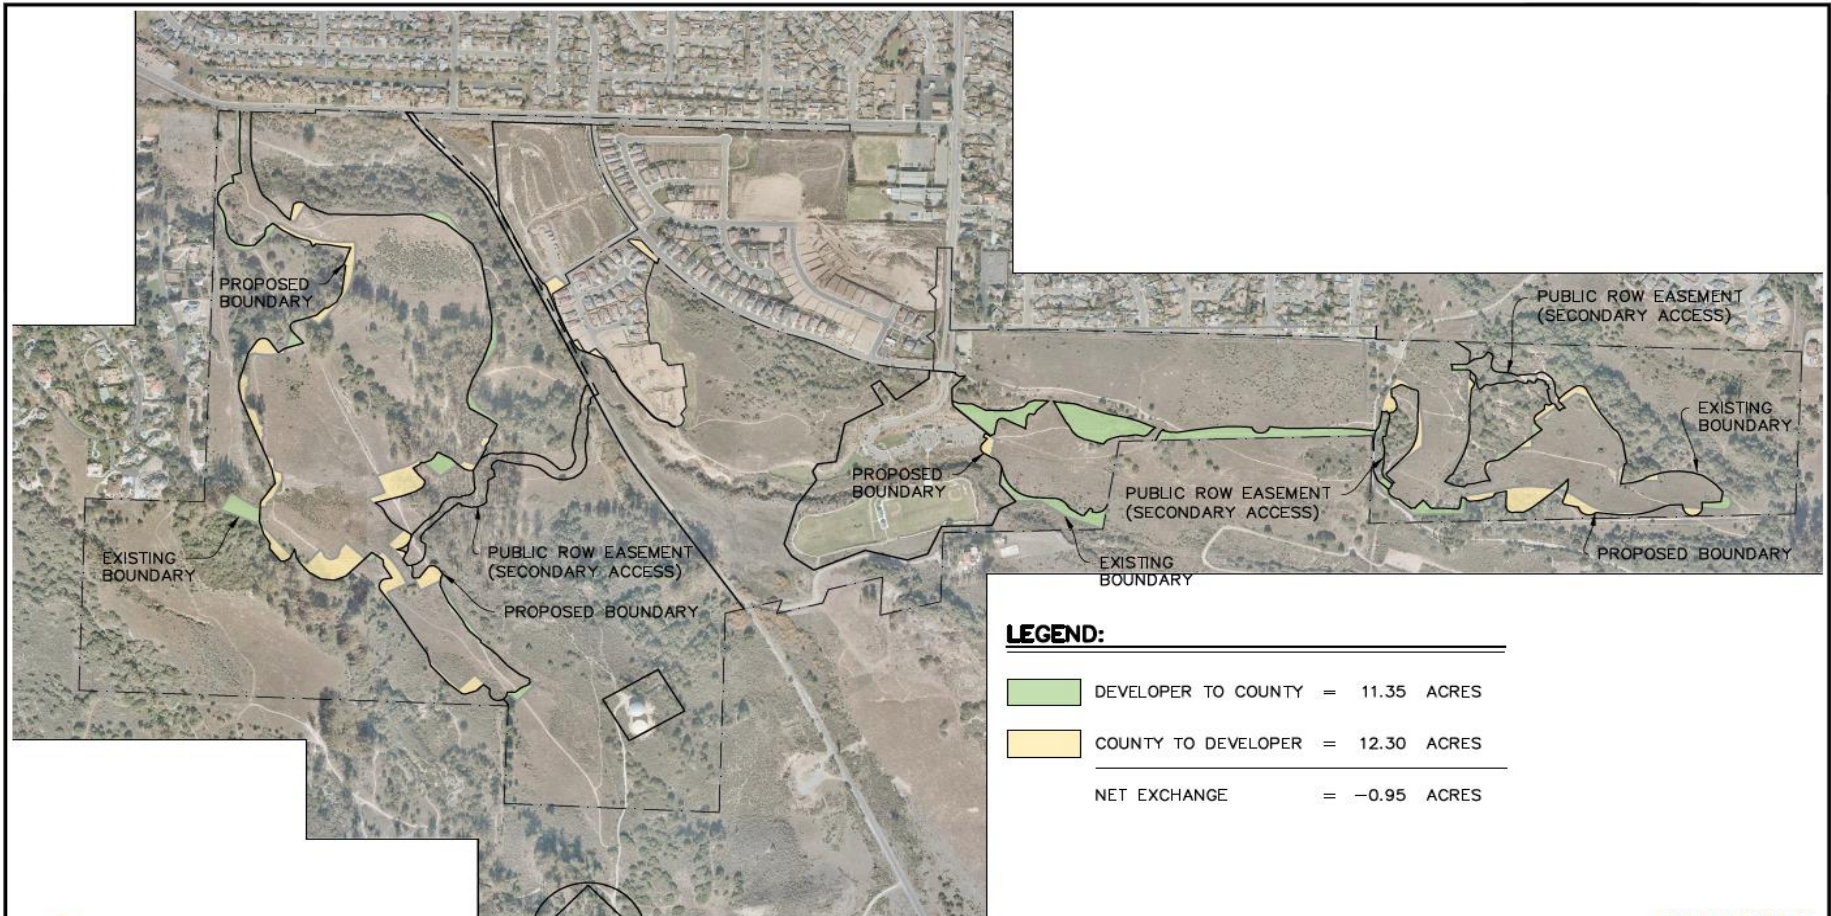 PROPOSED
BOUNDARY
PUBLIC ROW EASEMENT
(SECONDARY ACCESS)
EXISTING
BOUNDARY
PROPOSED
BOUNDARY
PUBLIC ROW EASEMENT
(SECONDARY ACCESS)
EXISTING
BOUNDARY
PUBLIC ROW EASEMENT
(SECONDARY ACCESS)
PROPOSED BOUNDARY
EXISTING
BOUNDARY
PROPOSED BOUNDARY
LEGEND:
DEVELOPER TO COUNTY = 11.35 ACRES
COUNTY TO DEVELOPER = 12.30 ACRES
NET EXCHANGE = -0.95 ACRES